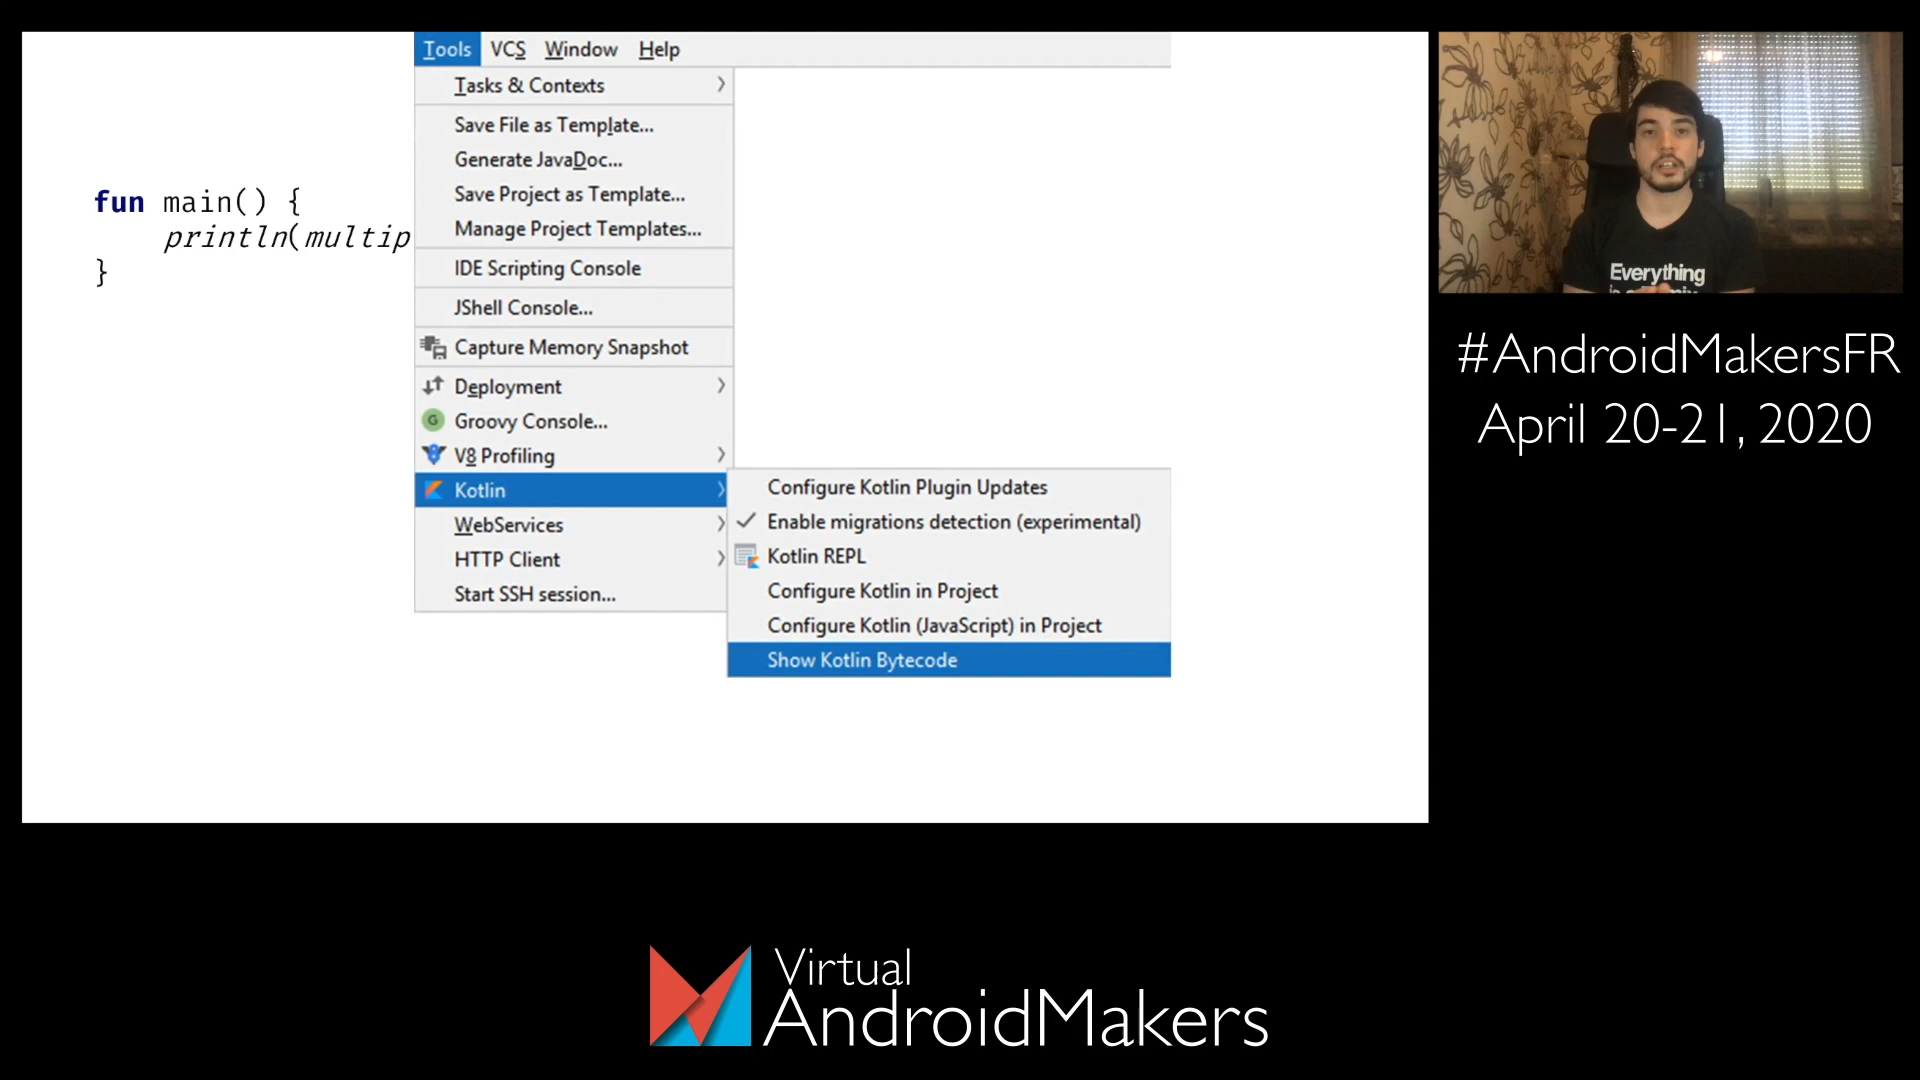 Tools VCS Window Help
Tasks & Contexts
Save File as Template...
Generate JavaDoc...
Save Project as Template...
Manage Project Templates...
IDE Scripting Console
JShell Console...
Capture Memory Snapshot
Deployment
G Groovy Console...
V8 Profiling
Kotlin
WebServices
HTTP Client
Start SSH session...
Configure Kotlin Plugin Updates
Enable migrations detection (experimental)
Kotlin REPL
Configure Kotlin in Project
Configure Kotlin (JavaScript) in Project
Show Kotlin Bytecode
fun main() {
println(multip
}
Everything
is a
#AndroidMakersFR
April 20-21, 2020
Virtual
AndroidMakers